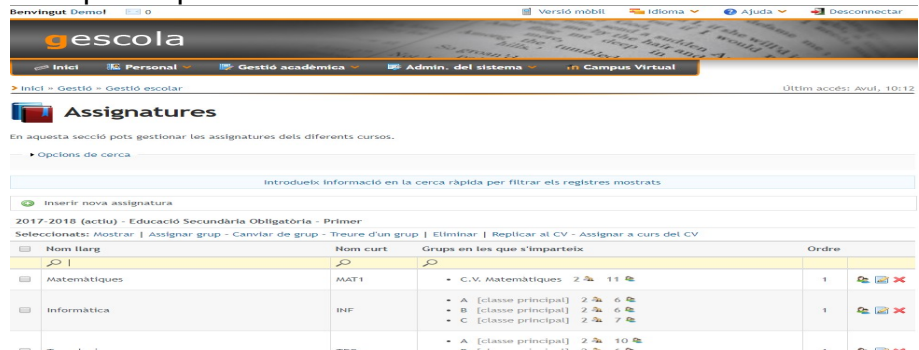 Benvingut Demo! 0 Versió mòbil Idioma Ajuda Desconnectar
gescola
Inici Personal Gestió acadèmica Admin. del sistema Campus Virtual
Inici » Gestió » Gestió escolar Últim accés: Avui, 10:12
Assignatures
En aquesta secció pots gestionar les assignatures dels diferents cursos.
Opcions de cerca
Introdueix informació en la cerca ràpida per filtrar els registres mostrats
Inserir nova assignatura
2017-2018 (actiu) - Educació Secundària Obligatòria - Primer
Seleccionats: Mostrar | Assignar grup - Canviar de grup - Treure d'un grup | Eliminar | Replicar al CV - Assignar a curs del CV
Nom llarg Nom curt Grups en les que s'imparteix Ordre
Matemàtiques MAT1 • C.V. Matemàtiques 2 11 1
• A [classe principal] 2 6
Informàtica INF • B [classe principal] 2 6 1
• C [classe principal] 2 7
• A [classe principal] 2 10